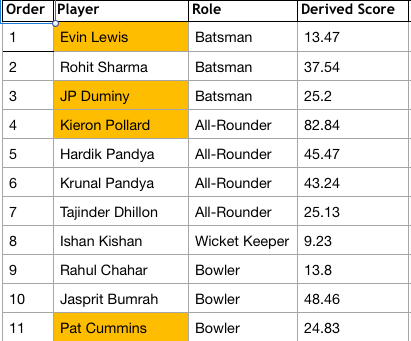 Order Player Role Derived Score
1 Evin Lewis Batsman 13.47
2 Rohit Sharma Batsman 37.54
3 JP Duminy Batsman 25.2
4 Kieron Pollard All-Rounder 82.84
5 Hardik Pandya All-Rounder 45.47
6 Krunal Pandya All-Rounder 43.24
7 Tajinder Dhillon All-Rounder 25.13
8 Ishan Kishan Wicket Keeper 9.23
9 Rahul Chahar Bowler 13.8
10 Jasprit Bumrah Bowler 48.46
11 Pat Cummins Bowler 24.83